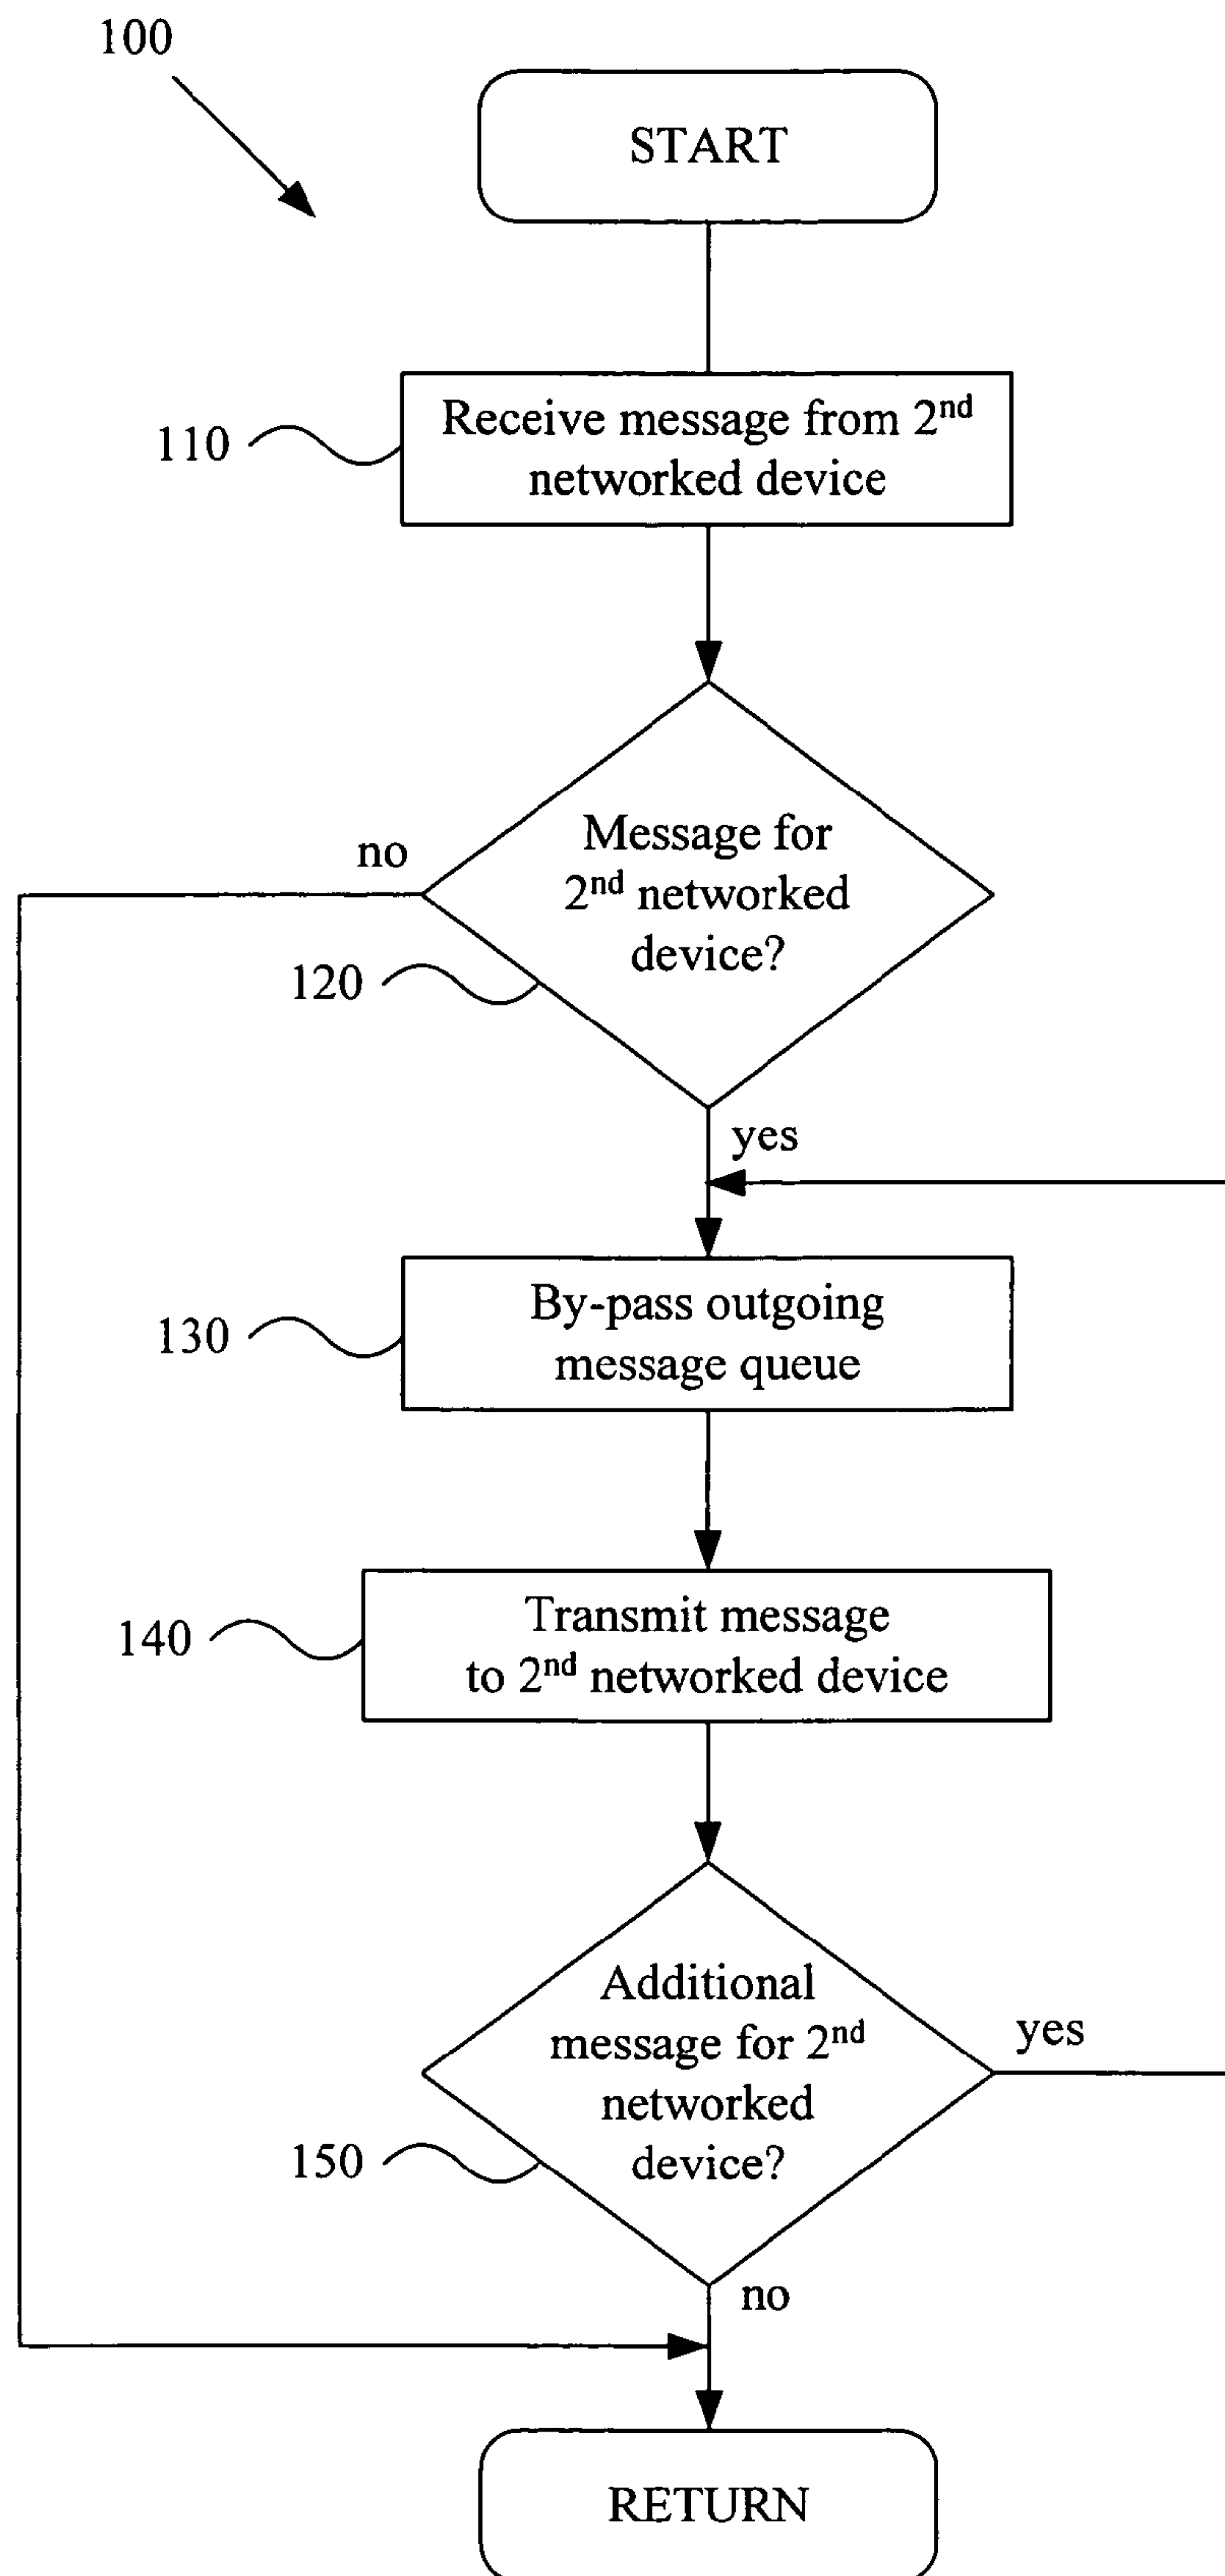 100
START
110
Receive message from 2nd
networked device
no
Message for
2nd networked
device?
120
yes
130
By-pass outgoing
message queue
140
Transmit message
to 2nd networked device
Additional
message for 2nd
networked
device?
yes
150
no
RETURN